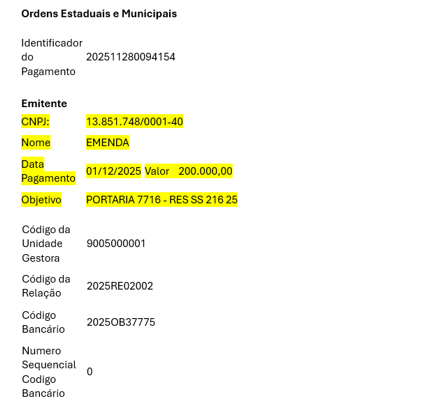 Ordens Estaduais e Municipais
Identificador
do
Pagamento
202511280094154
Emitente
CNPJ: 13.851.748/0001-40
Nome EMENDA
Data
Pagamento
01/12/2025 Valor 200.000,00
Objetivo PORTARIA 7716 - RES SS 216 25
Código da
Unidade
Gestora
9005000001
Código da
Relação
2025RE02002
Código
Bancário
2025OB37775
Numero
Sequencial
Codigo
Bancário
0